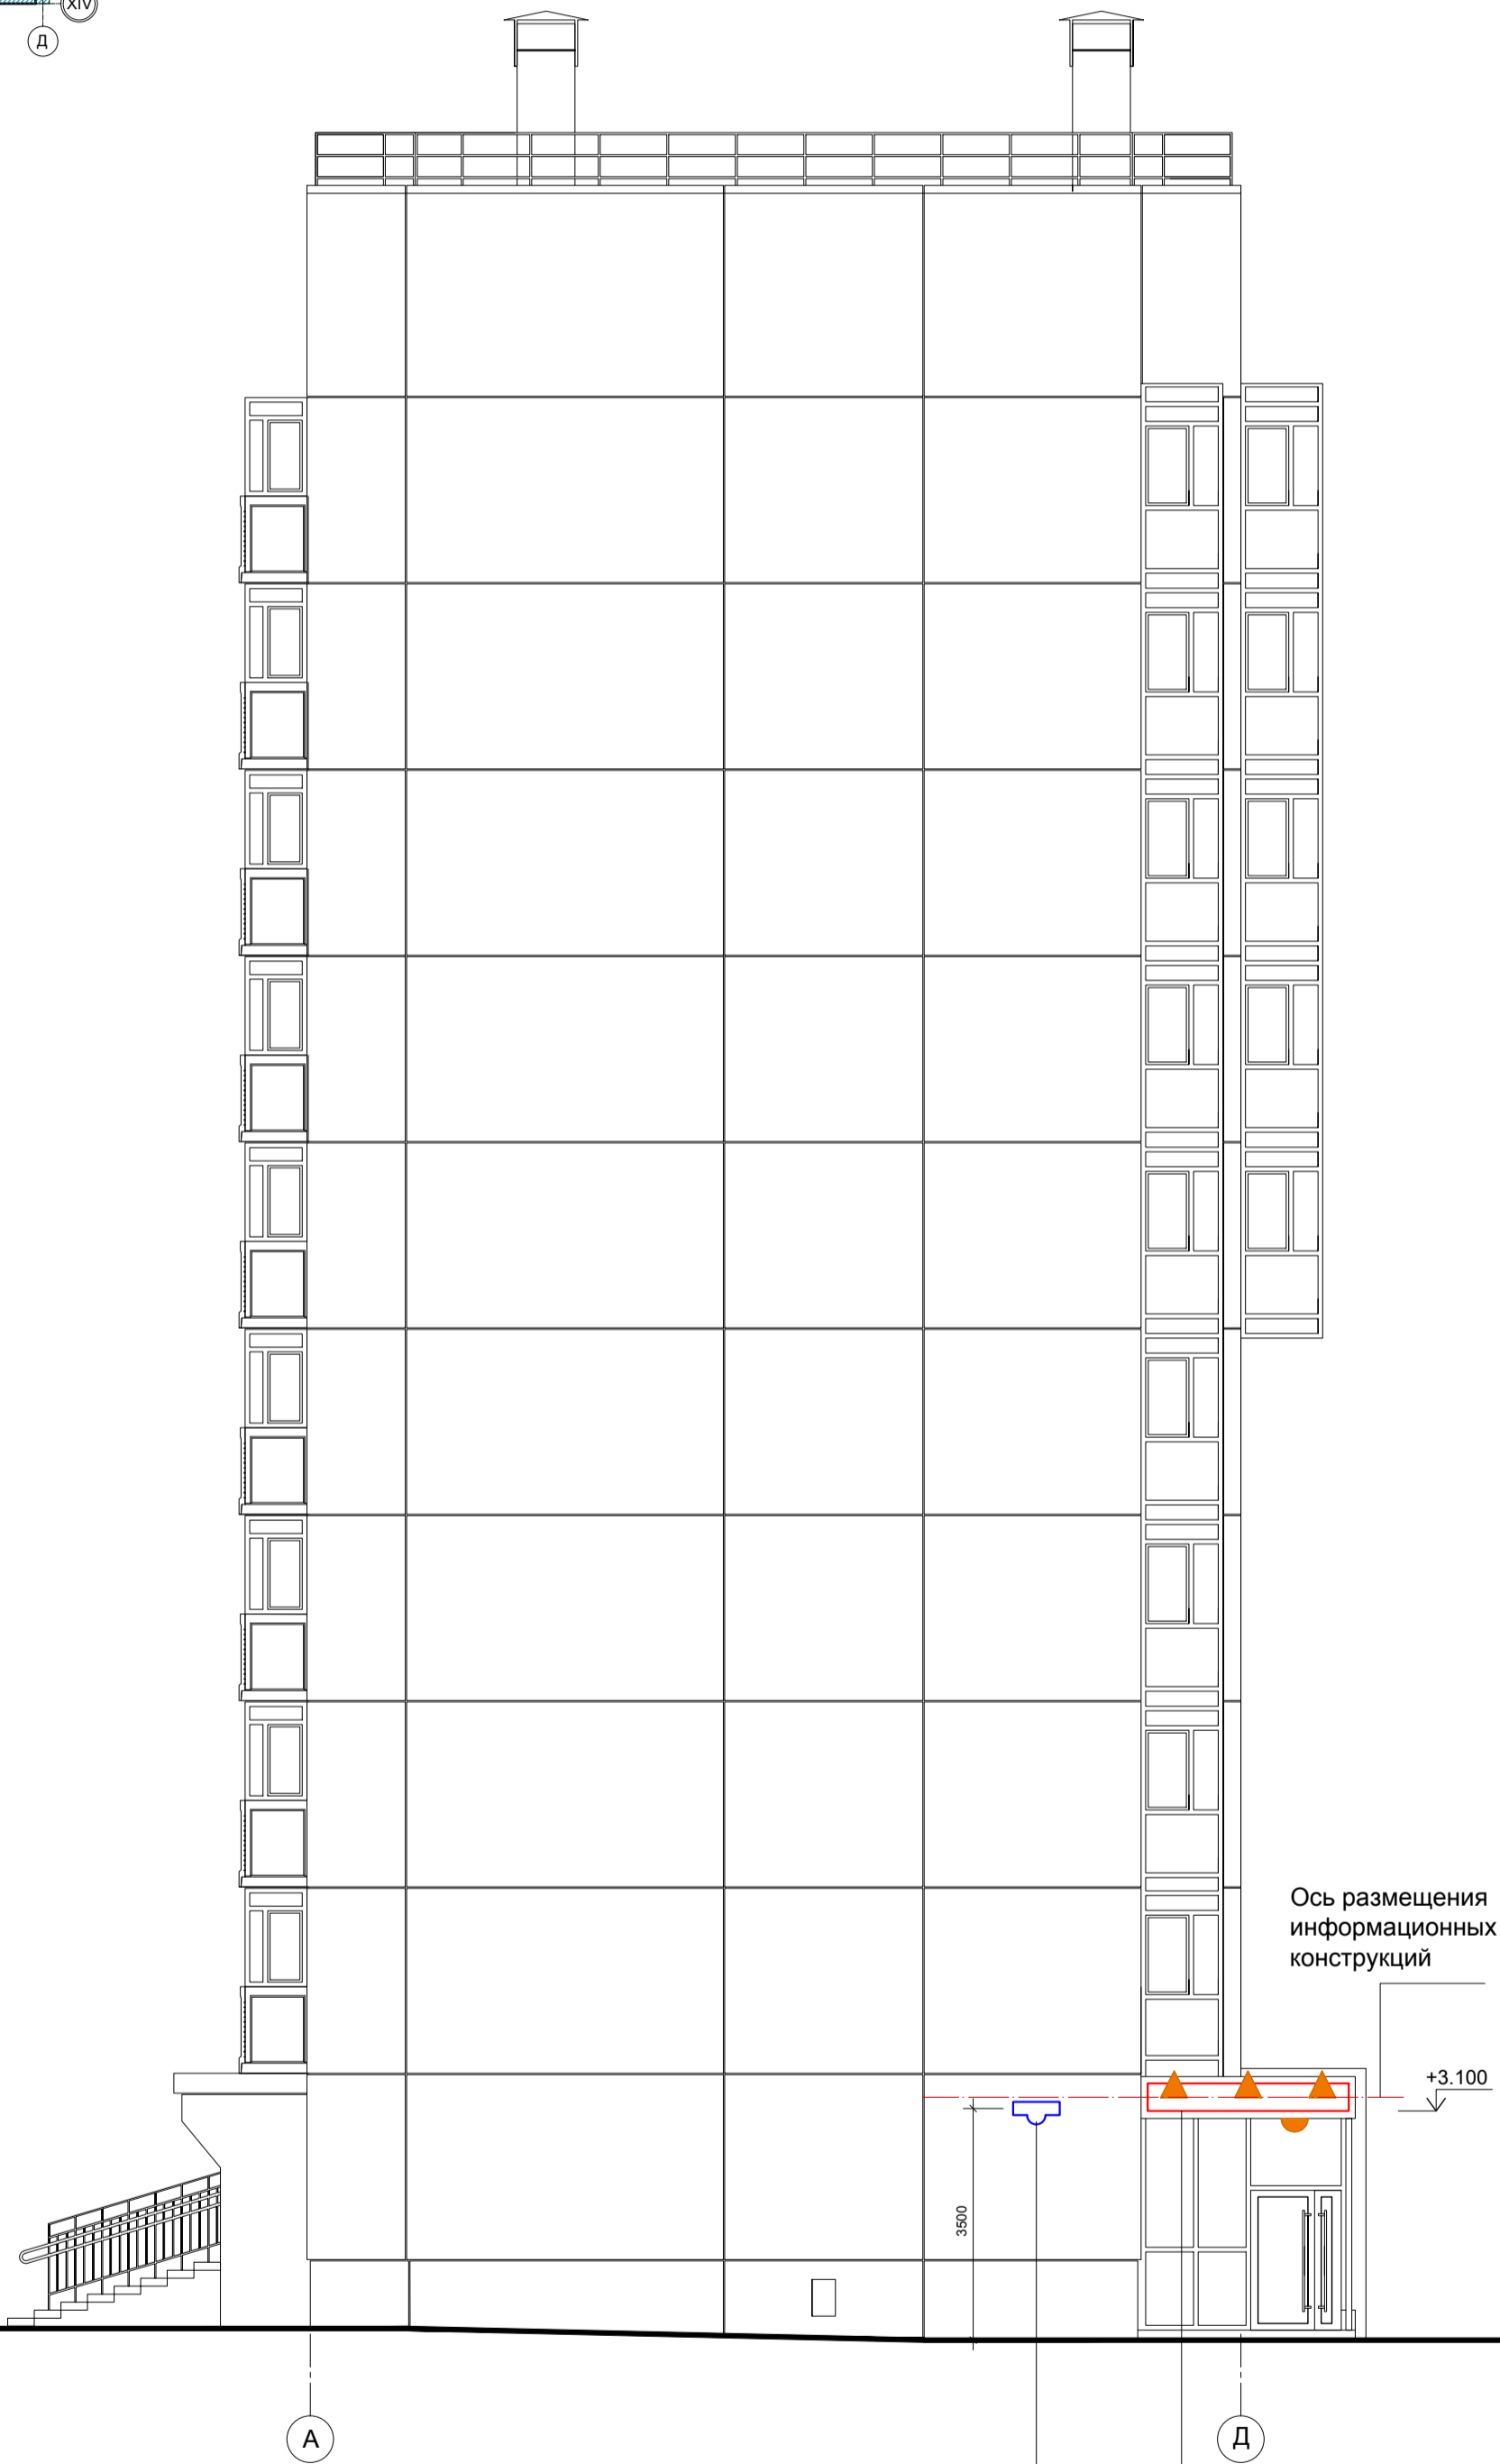 XIV
Д
Ось размещения
информационных
конструкций
+3.100
3500
А
Д